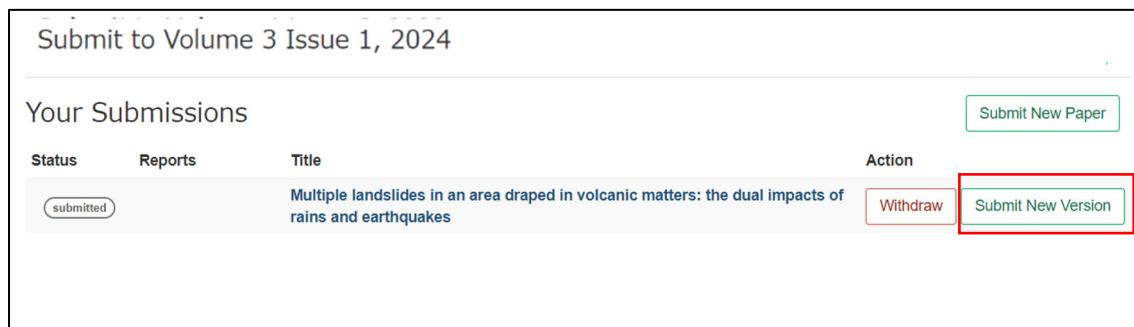 Submit to Volume 3 Issue 1, 2024
Your Submissions
Submit New Paper
Status Reports Title Action
submitted
Multiple landslides in an area draped in volcanic matters: the dual impacts of
rains and earthquakes
Withdraw
Submit New Version